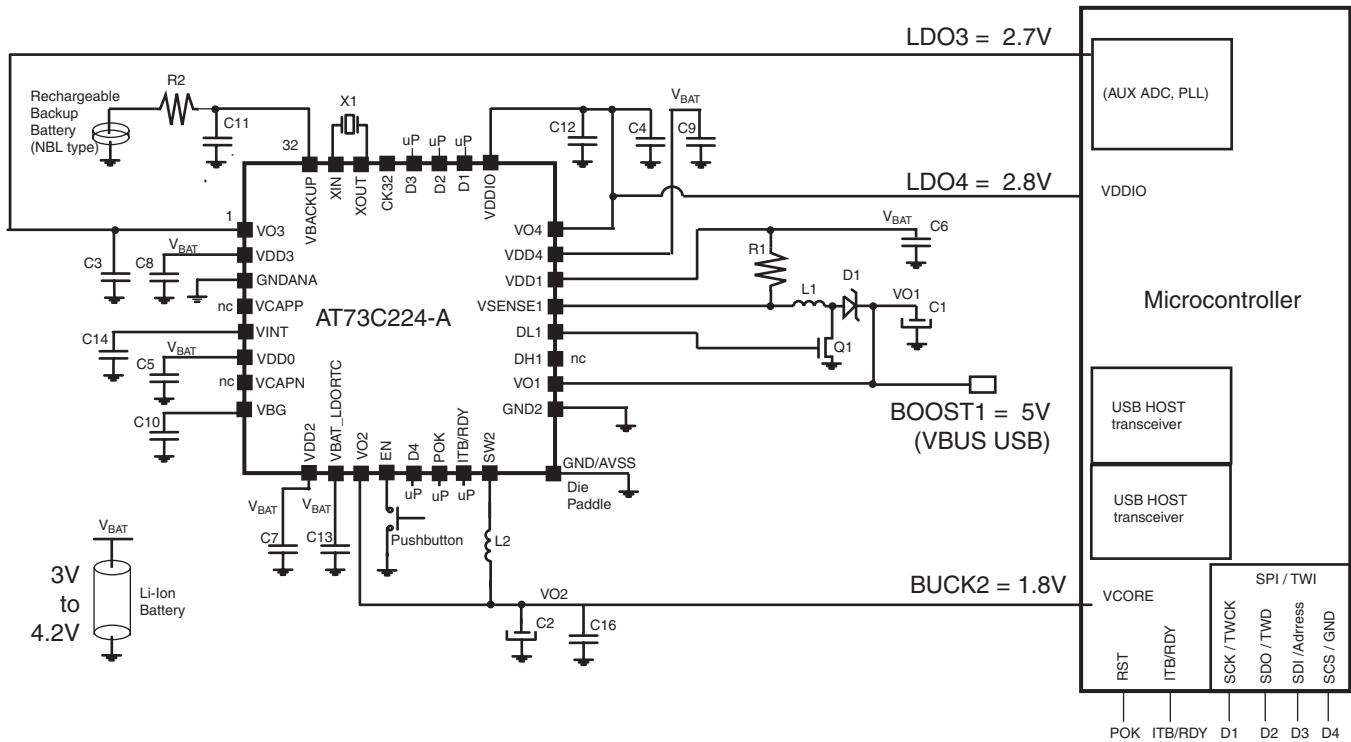 LDO3 = 2.7V
R2
Rechargeable
Backup
Battery
(NBL type)
C11
X1
32
uP
uP
uP
C12
C4
VBAT
C9
(AUX ADC, PLL)
VBACKUP
XIN
XOUT
CK32
D3
D2
D1
VDDIO
LDO4 = 2.8V
VDDIO
1
VO3
VDD3
GNDANA
VCAPP
VINT
VDD0
VCAPN
VBG
VBAT
C3
C8
nc
C14
VBAT
C5
nc
C10
AT73C224-A
VO4
VDD4
VDD1
VSENSE1
DL1
DH1
VO1
GND2
GND/AVSS
Die
Paddle
nc
VBAT
C6
R1
L1
D1
VO1
C1
Q1
Microcontroller
BOOST1 = 5V
(VBUS USB)
USB HOST
transceiver
USB HOST
transceiver
VDD2
VBAT_LDORTC
VO2
EN
D4
POK
ITB/RDY
SW2
uP
uP
uP
VBAT
VBAT
C7
C13
Pushbutton
L2
VBAT
3V
to
4.2V
Li-Ion
Battery
VO2
C2
C16
BUCK2 = 1.8V
VCORE
SPI / TWI
RST
ITB/RDY
SCK / TWCK
SDO / TWD
SDI /Adrress
SCS / GND
POK
ITB/RDY
D1
D2
D3
D4